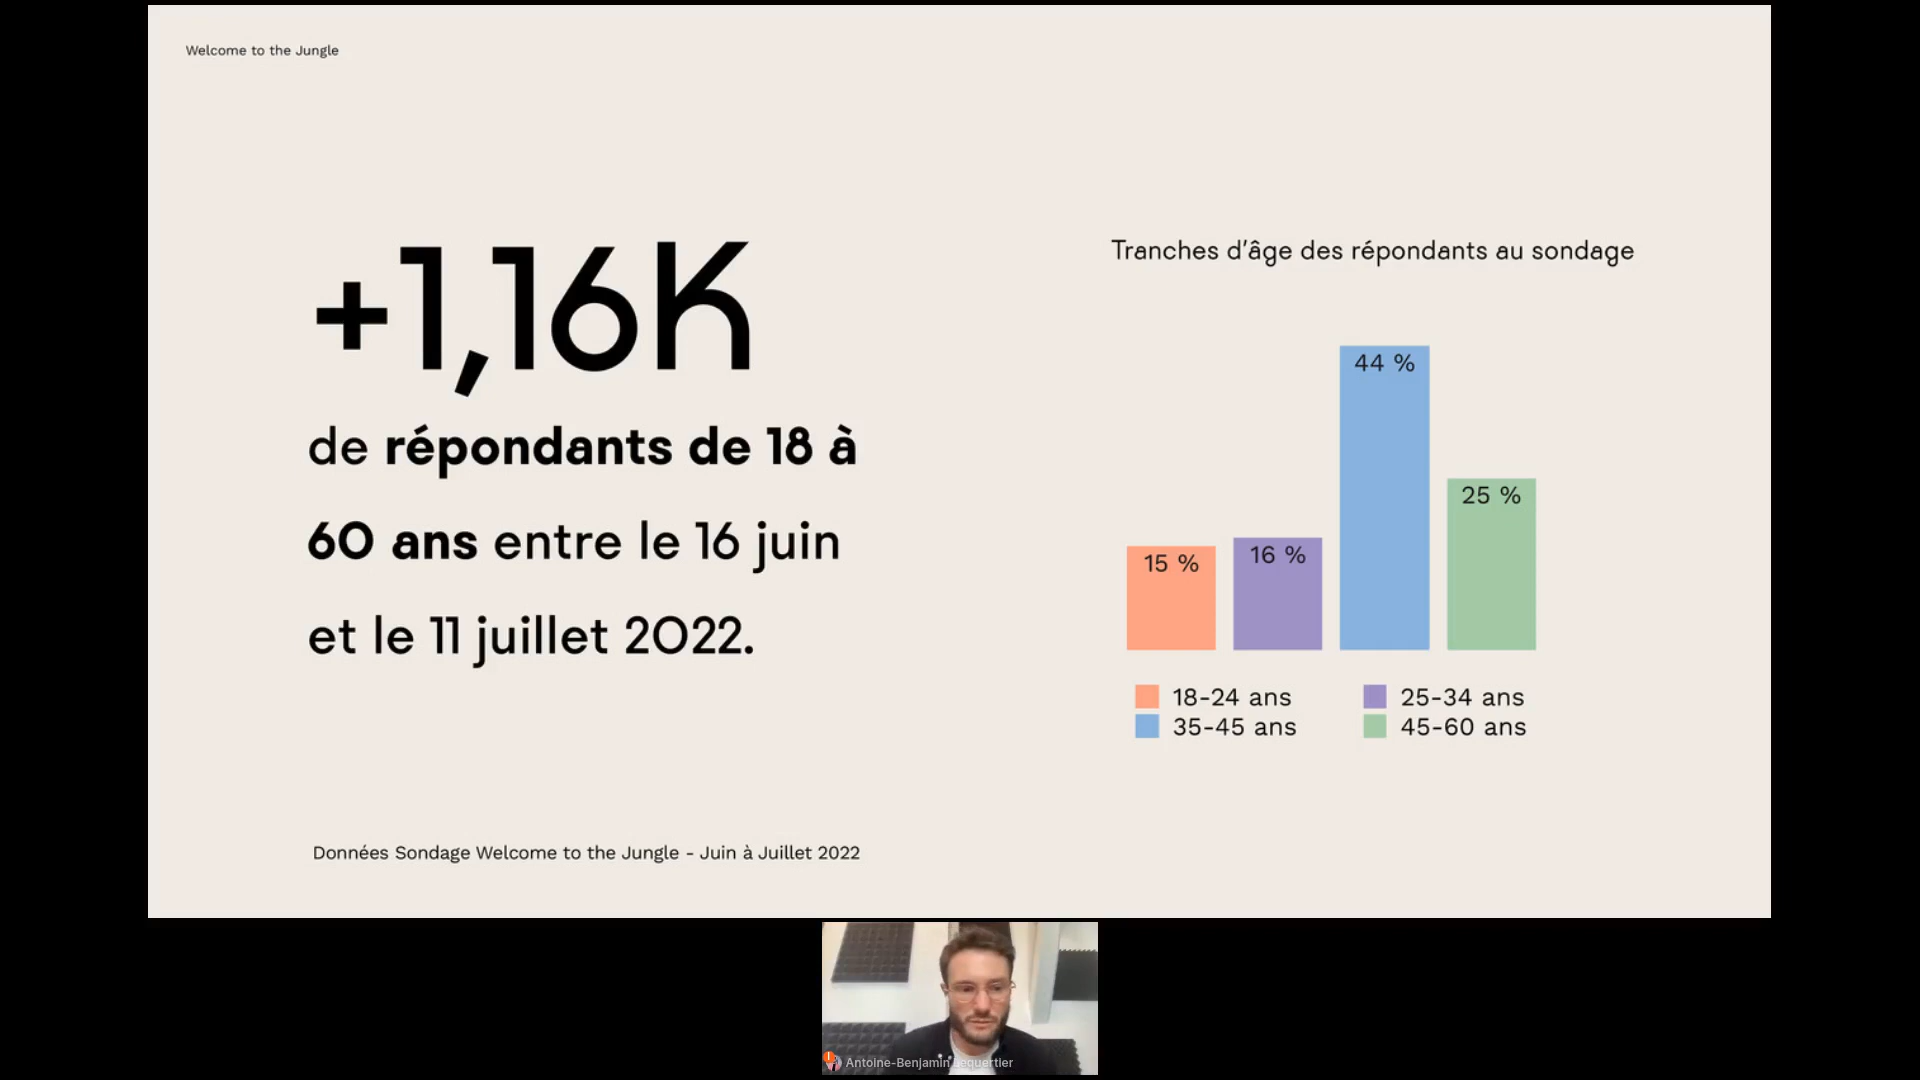 Welcome to the Jungle
+1,16K
de répondants de 18 à
60 ans entre le 16 juin
et le 11 juillet 2022.
Données Sondage Welcome to the Jungle - Juin à Juillet 2022
Tranches d'âge des répondants au sondage
15 %
16 %
44 %
25 %
18-24 ans
25-34 ans
35-45 ans
45-60 ans
Antoine-Benjamin Lequertier